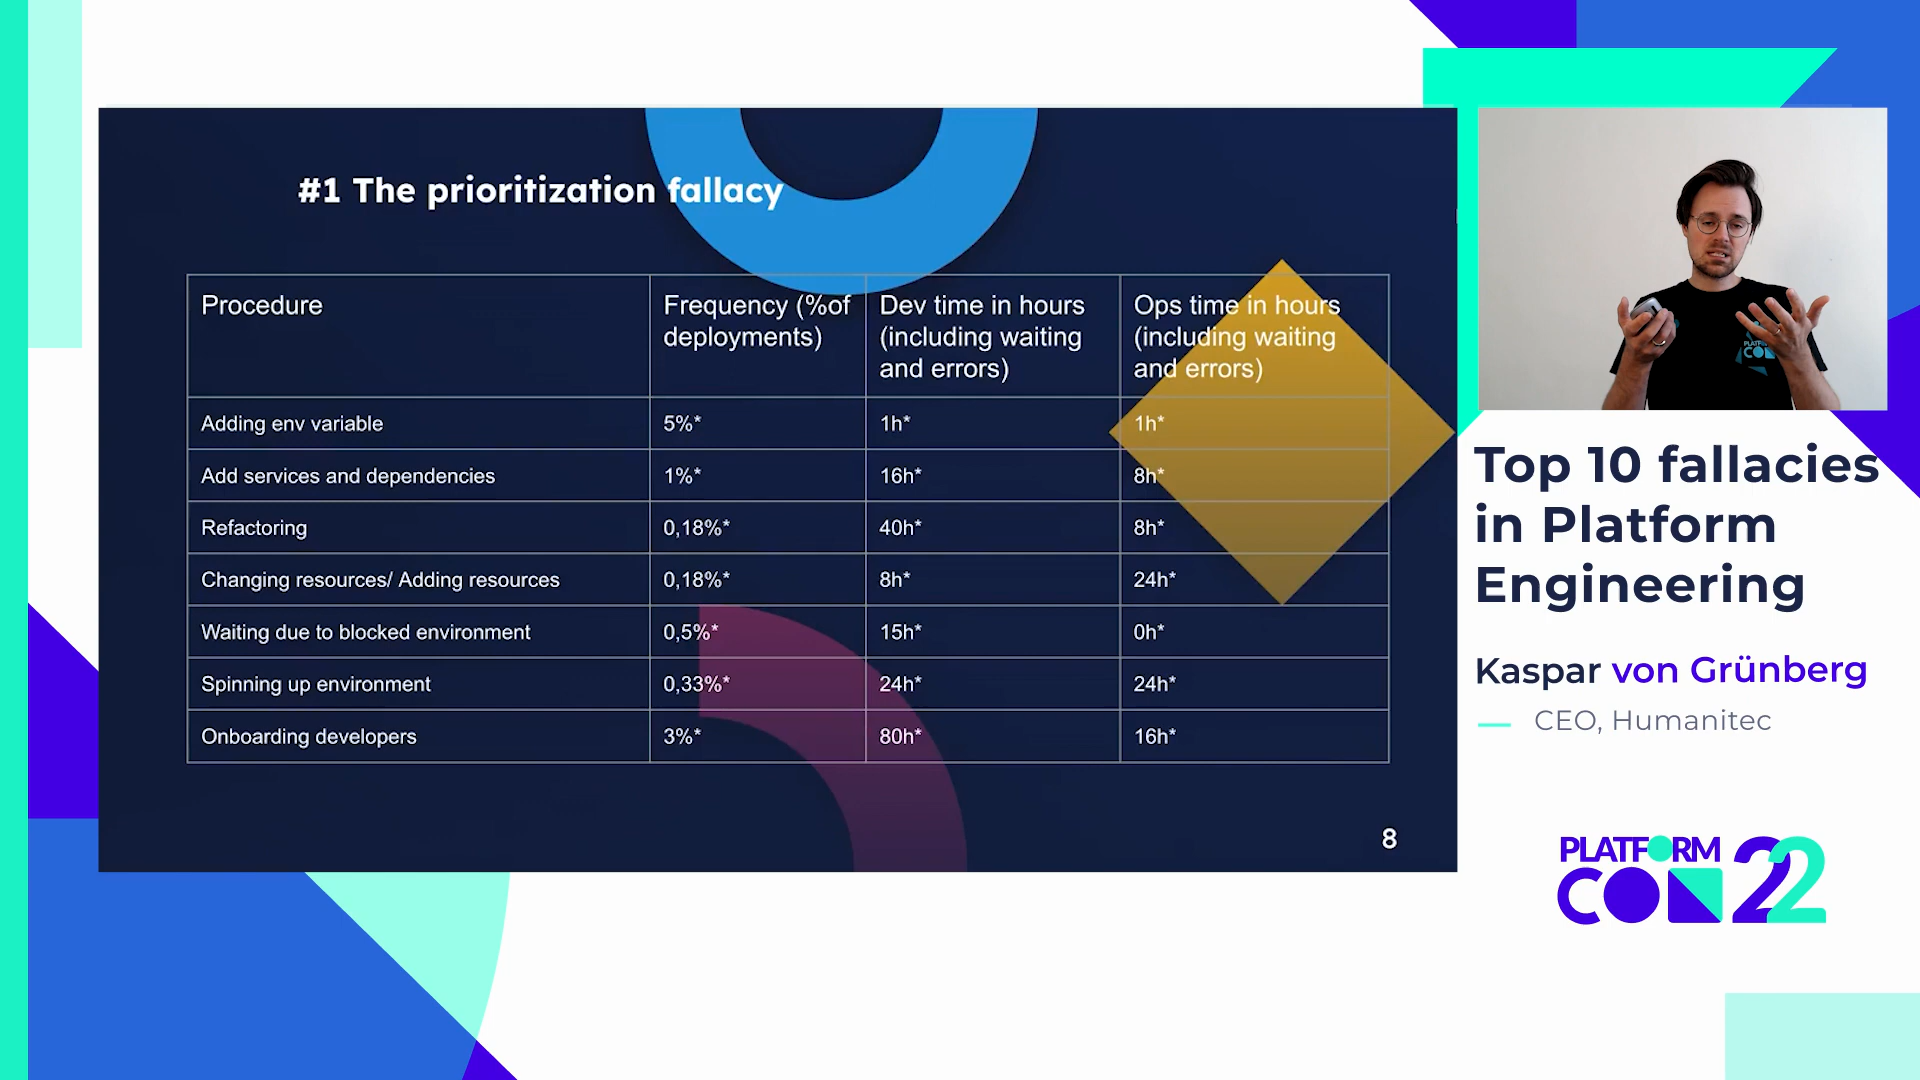 #1 The prioritization fallacy
Procedure
Frequency (%of
deployments)
Dev time in hours
(including waiting
and errors)
Ops time in hours
(including waiting
and errors)
Adding env variable
5%*
1h*
1h*
Add services and dependencies
1%*
16h*
8h*
Refactoring
0,18%*
40h*
8h*
Changing resources/ Adding resources
0,18%*
8h*
24h*
Waiting due to blocked environment
0,5%*
15h*
0h*
Spinning up environment
0,33%*
24h*
24h*
Onboarding developers
3%*
80h*
16h*
8
PLATFORM
CON
Top 10 fallacies
in Platform
Engineering
Kaspar von Grünberg
CEO, Humanitec
PLATFORM
CON 22